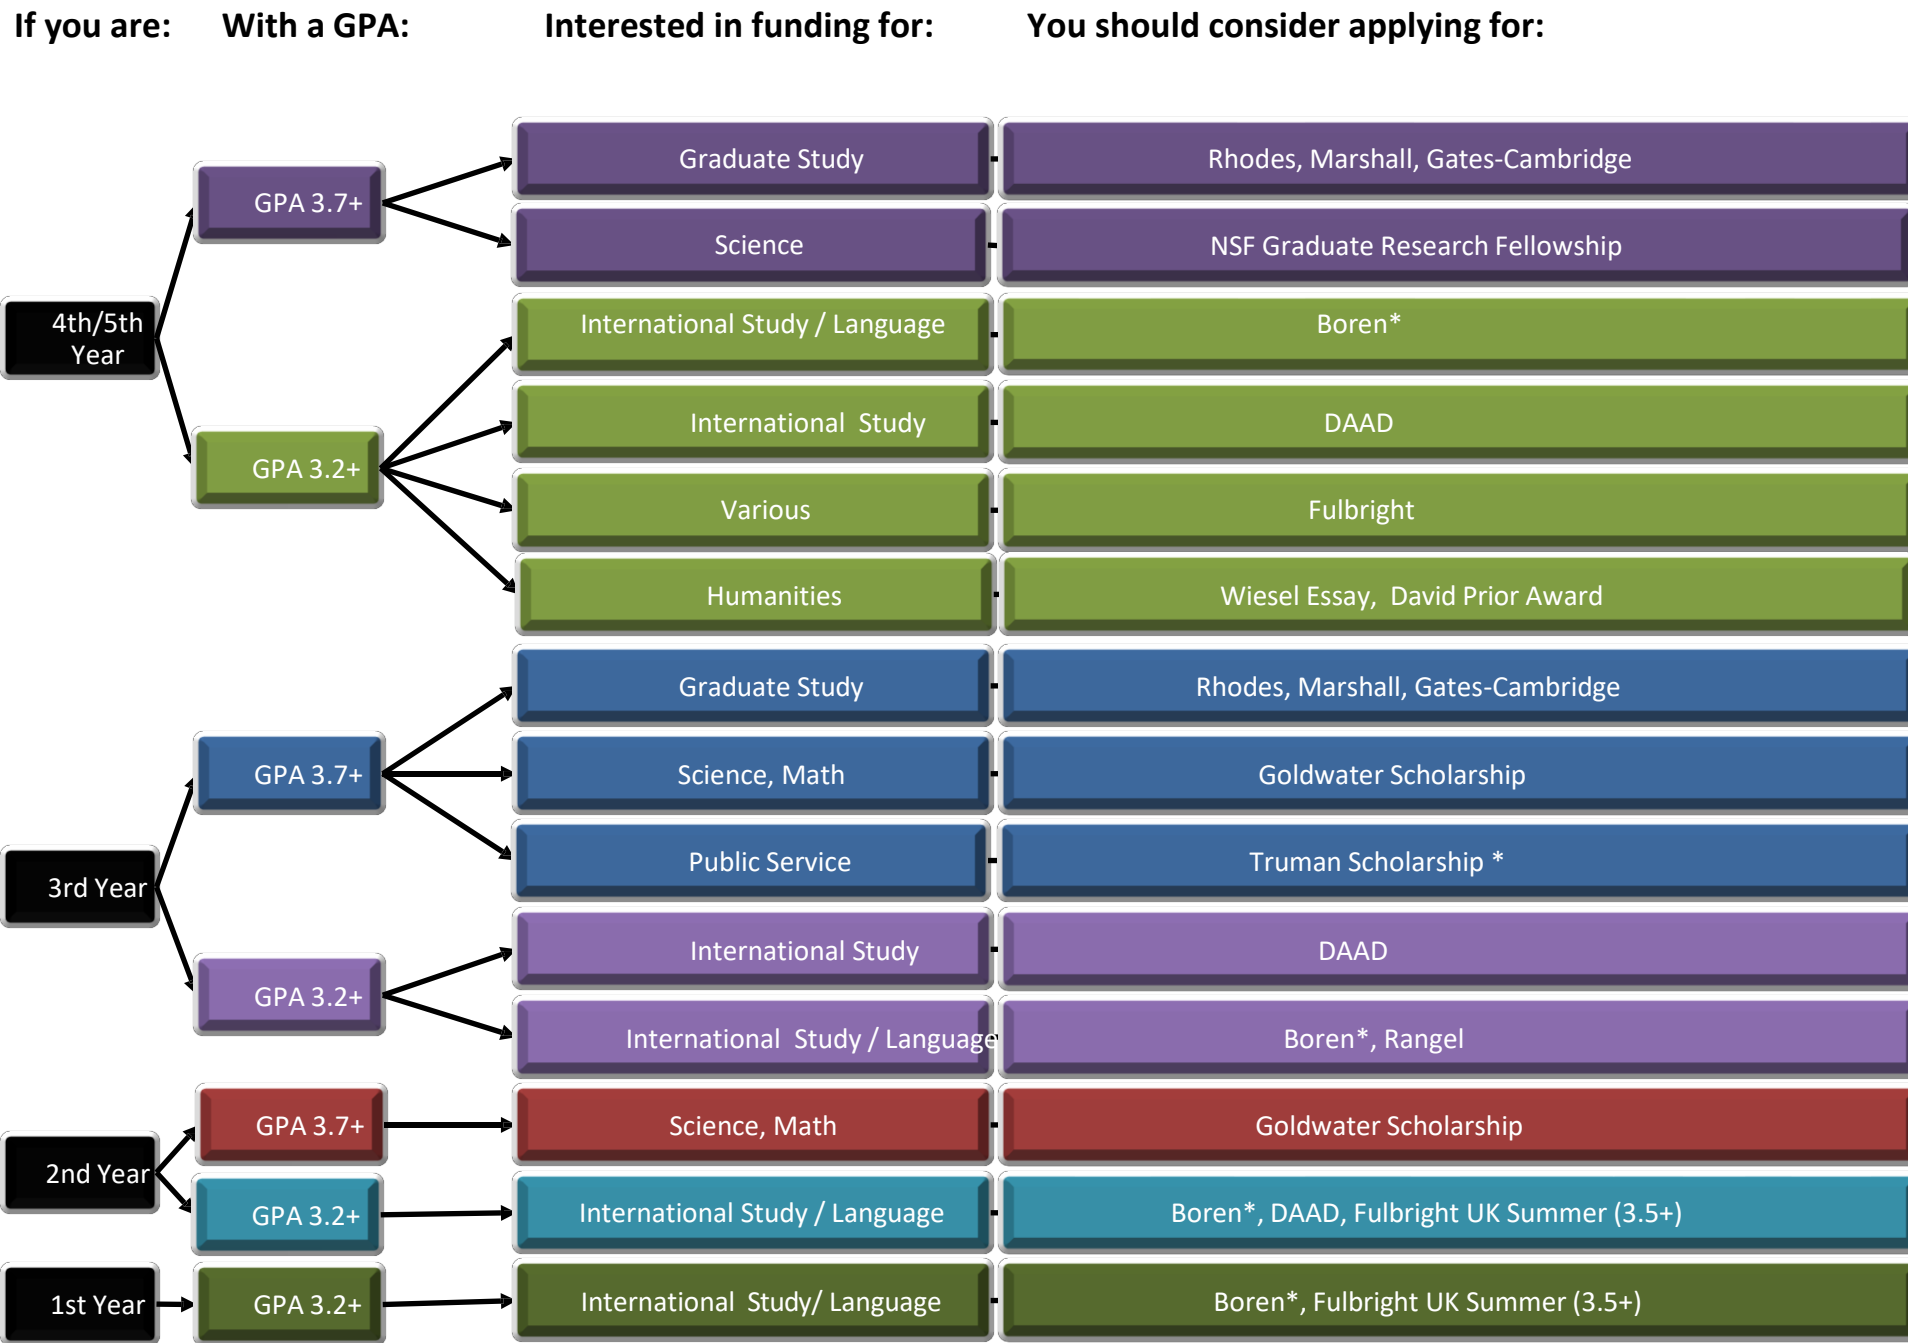 If you are: With a GPA: Interested in funding for: You should consider applying for:
Graduate Study Rhodes, Marshall, Gates-Cambridge
GPA 3.7+
Science NSF Graduate Research Fellowship
4th/5th
Year
International Study / Language Boren*
International Study DAAD
GPA 3.2+
Various Fulbright
Humanities Wiesel Essay, David Prior Award
Graduate Study Rhodes, Marshall, Gates-Cambridge
GPA 3.7+ Science, Math Goldwater Scholarship
Public Service Truman Scholarship *
3rd Year
International Study DAAD
GPA 3.2+
International Study / Language Boren*, Rangel
GPA 3.7+ Science, Math Goldwater Scholarship
2nd Year
GPA 3.2+ International Study / Language Boren*, DAAD, Fulbright UK Summer (3.5+)
1st Year GPA 3.2+ International Study/ Language Boren*, Fulbright UK Summer (3.5+)